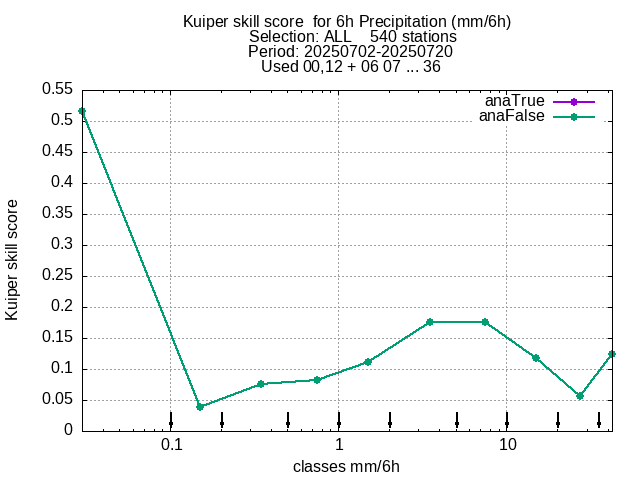 Kuiper skill score  for 6h Precipitation (mm/6h)
Selection: ALL    540 stations
Period: 20250702-20250720
Used 00,12 + 06 07 ... 36
anaTrue
anaFalse
0.55
0.5
0.45
0.4
0.35
0.3
0.25
0.2
0.15
0.1
0.05
0
Kuiper skill score
0.1
1
10
classes mm/6h